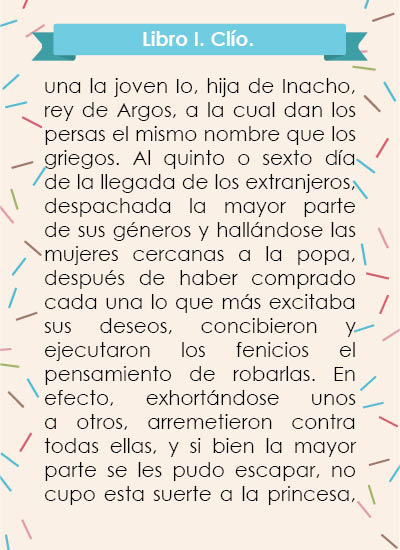 Libro I. Clío.
una la joven Io, hija de Inacho,
rey de Argos, a la cual dan los
persas el mismo nombre que los
griegos. Al quinto o sexto día
de la llegada de los extranjeros,
despachada la mayor parte
de sus géneros y hallándose las
mujeres cercanas a la popa,
después de haber comprado
cada una lo que más excitaba
sus deseos, concibieron y
ejecutaron los fenicios el
pensamiento de robarlas. En
efecto, exhortándose unos
a otros, arremetieron contra
todas ellas, y si bien la mayor
parte se les pudo escapar, no
cupo esta suerte a la princesa,